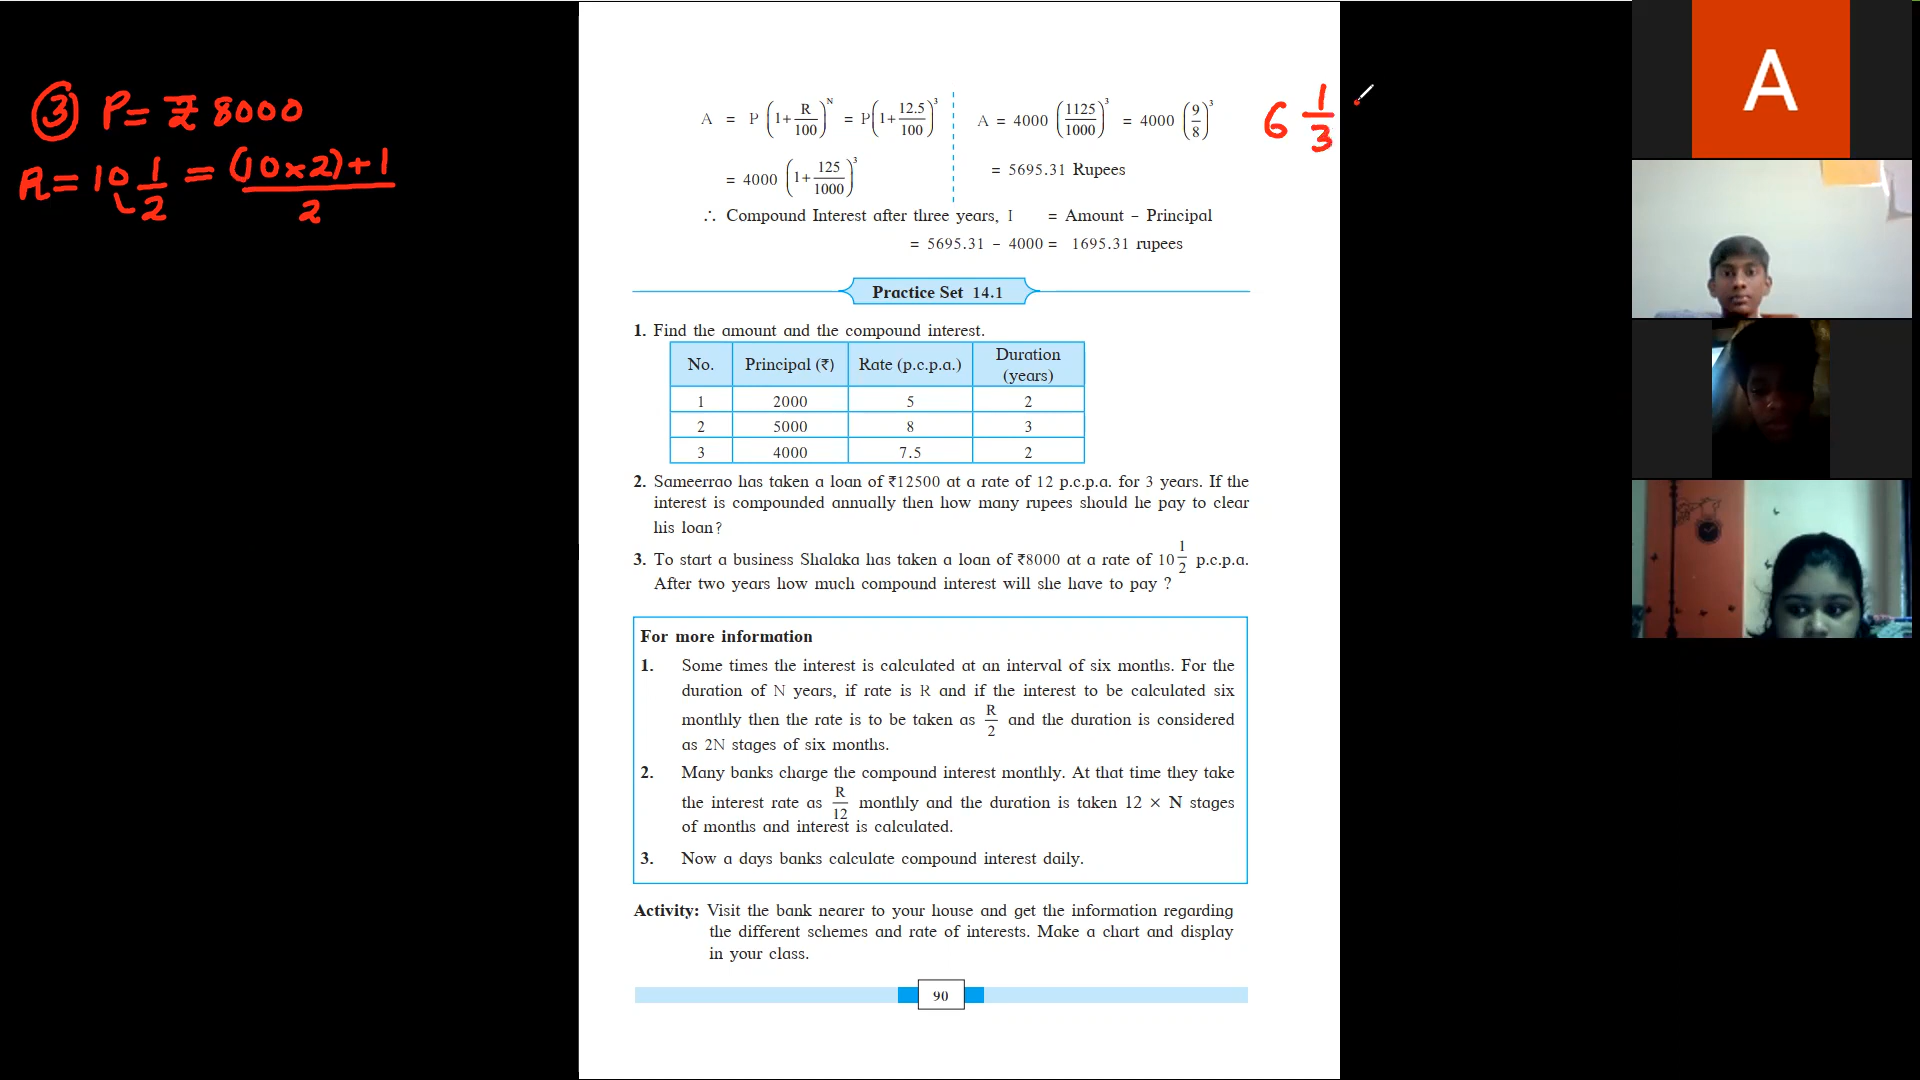 ③ P = ₹ 8000
R = 10 1/2 = (10×2)+1 / 2
A = P (1+ R/100)^N = P(1+ 12.5/100)^3
= 4000 (1+ 125/1000)^3
A = 4000 (1125/1000)^3 = 4000 (9/8)^3
= 5695.31 Rupees
6 1/3
∴ Compound Interest after three years, I = Amount - Principal
= 5695.31 - 4000 = 1695.31 rupees
Practice Set 14.1
1. Find the amount and the compound interest.
No. Principal (₹) Rate (p.c.p.a.) Duration (years)
1 2000 5 2
2 5000 8 3
3 4000 7.5 2
2. Sameerrao has taken a loan of ₹12500 at a rate of 12 p.c.p.a. for 3 years. If the
interest is compounded annually then how many rupees should he pay to clear
his loan?
3. To start a business Shalaka has taken a loan of ₹8000 at a rate of 10 1/2 p.c.p.a.
After two years how much compound interest will she have to pay ?
For more information
1. Some times the interest is calculated at an interval of six months. For the
duration of N years, if rate is R and if the interest to be calculated six
monthly then the rate is to be taken as R/2 and the duration is considered
as 2N stages of six months.
2. Many banks charge the compound interest monthly. At that time they take
the interest rate as R/12 monthly and the duration is taken 12 × N stages
of months and interest is calculated.
3. Now a days banks calculate compound interest daily.
Activity: Visit the bank nearer to your house and get the information regarding
the different schemes and rate of interests. Make a chart and display
in your class.
90
A